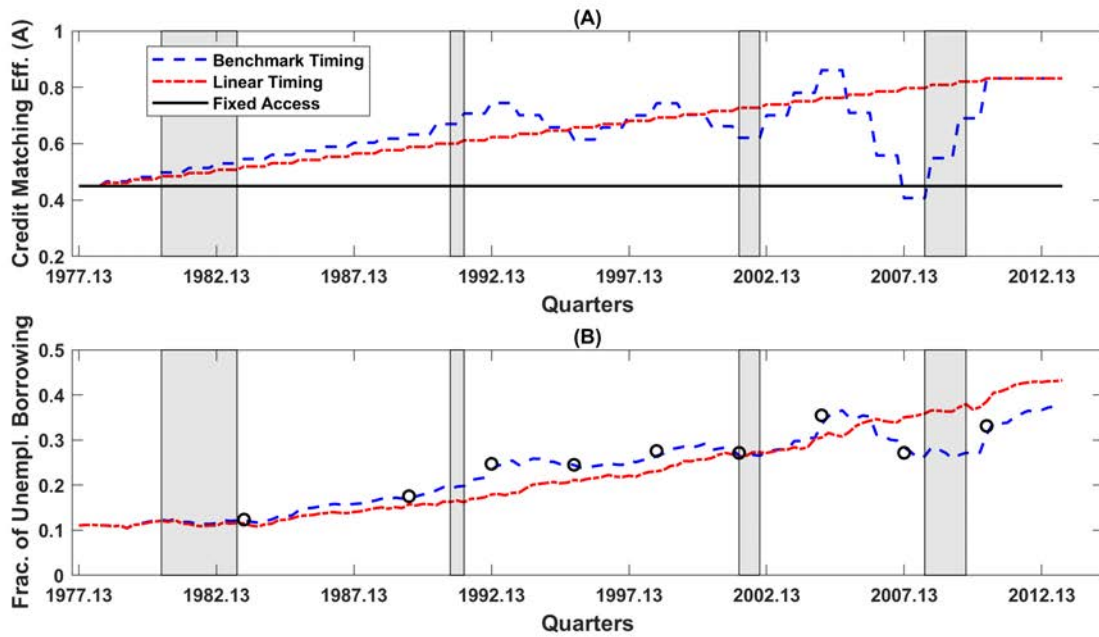 (A)
Credit Matching Eff. (A)
1
0.8
0.6
0.4
0.2
Benchmark Timing
Linear Timing
Fixed Access
1977.13 1982.13 1987.13 1992.13 1997.13 2002.13 2007.13 2012.13
Quarters
(B)
Frac. of Unempl. Borrowing
0.5
0.4
0.3
0.2
0.1
0
1977.13 1982.13 1987.13 1992.13 1997.13 2002.13 2007.13 2012.13
Quarters